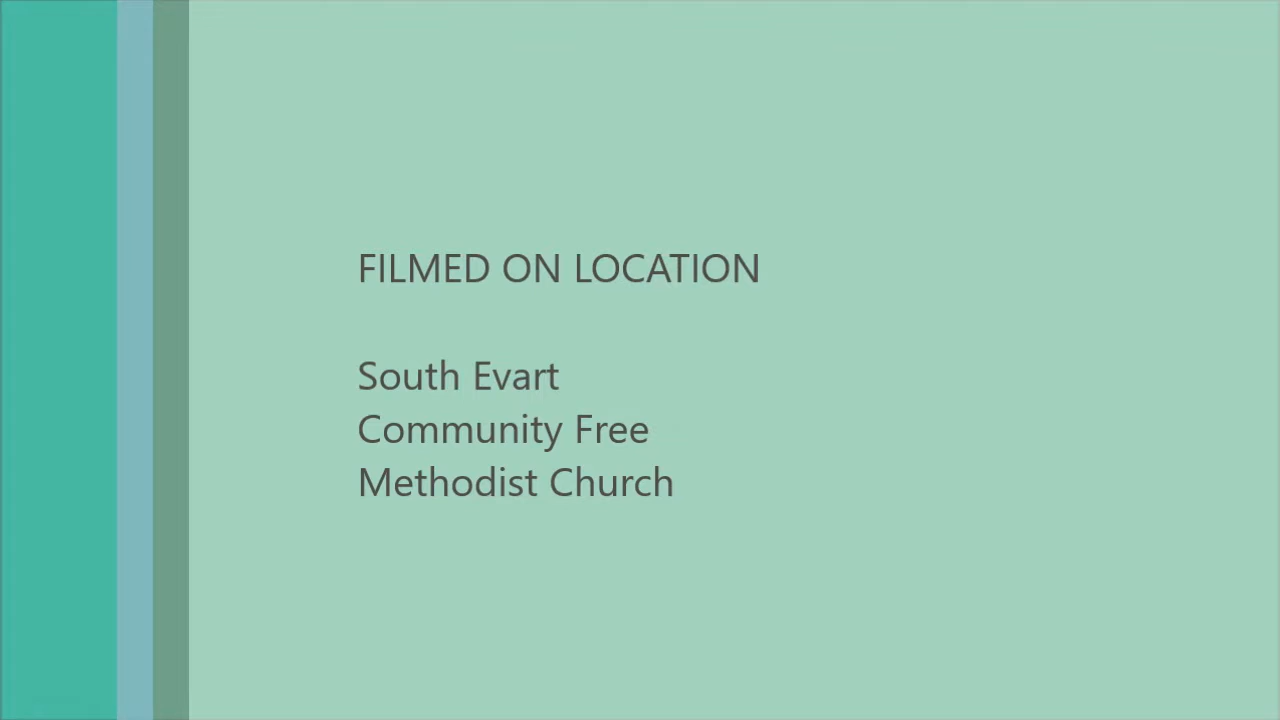 FILMED ON LOCATION
South Evart
Community Free
Methodist Church